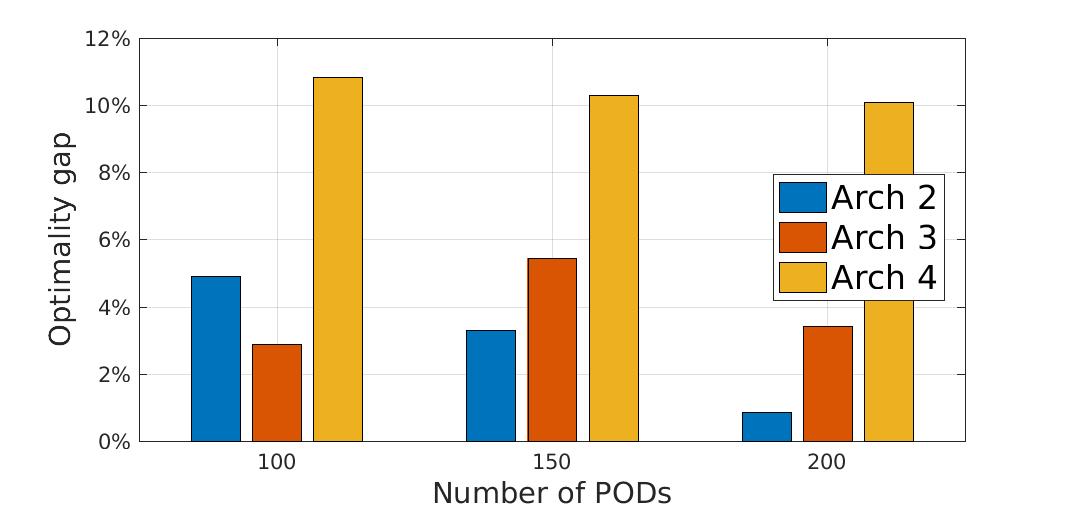 12%
10%
8%
6%
4%
2%
0%
Optimality gap
Arch 2
Arch 3
Arch 4
100
150
200
Number of PODs